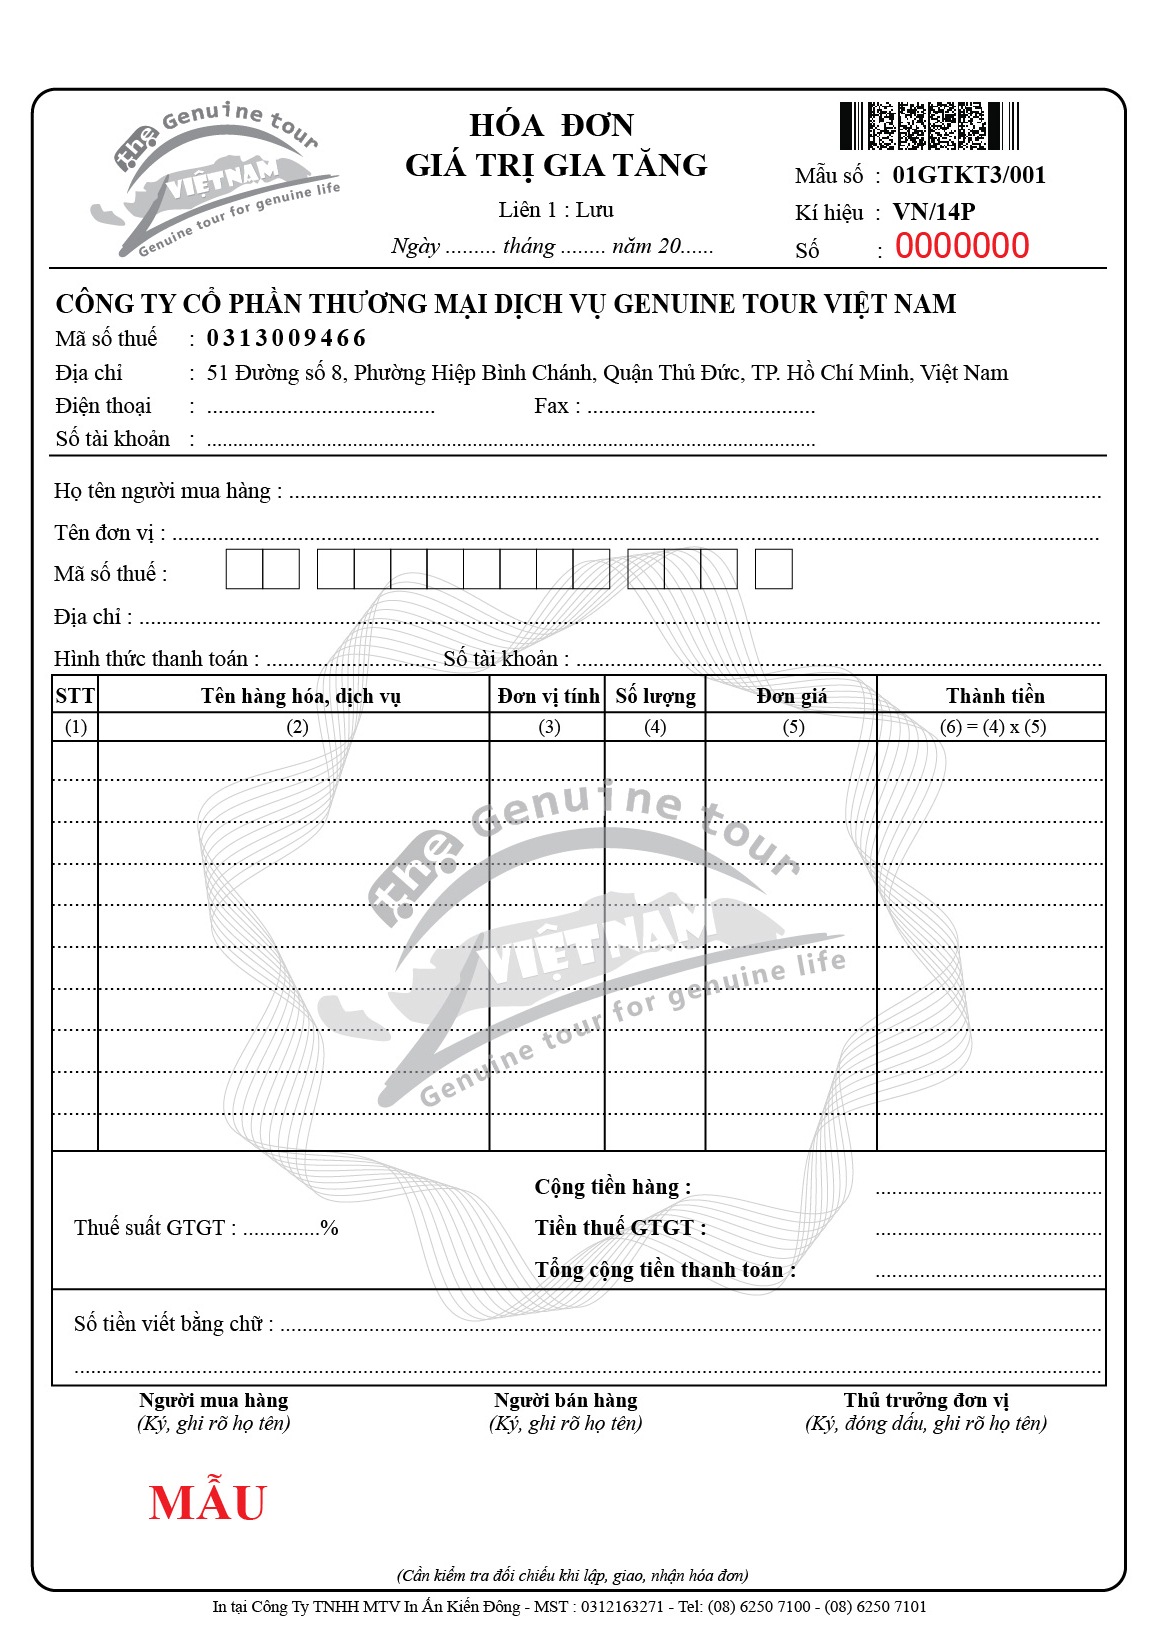 the Genuine tour
VIỆT NAM
Genuine tour for genuine life
HÓA ĐƠN
GIÁ TRỊ GIA TĂNG
Liên 1 : Lưu
Ngày ......... tháng ........ năm 20......
Mẫu số : 01GTKT3/001
Kí hiệu : VN/14P
Số : 0000000
CÔNG TY CỔ PHẦN THƯƠNG MẠI DỊCH VỤ GENUINE TOUR VIỆT NAM
Mã số thuế : 0313009466
Địa chỉ : 51 Đường số 8, Phường Hiệp Bình Chánh, Quận Thủ Đức, TP. Hồ Chí Minh, Việt Nam
Điện thoại : ....................................... Fax : .......................................
Số tài khoản : ........................................................................................................
Họ tên người mua hàng : ........................................................................................................
Tên đơn vị : ........................................................................................................
Mã số thuế :
Địa chỉ : ........................................................................................................
Hình thức thanh toán : ............................. Số tài khoản : ........................................................................................
STT Tên hàng hóa, dịch vụ Đơn vị tính Số lượng Đơn giá Thành tiền
(1) (2) (3) (4) (5) (6) = (4) x (5)
the Genuine tour
VIỆT NAM
Genuine tour for genuine life
Cộng tiền hàng : .......................................
Thuế suất GTGT : ..............% Tiền thuế GTGT : .......................................
Tổng cộng tiền thanh toán : .......................................
Số tiền viết bằng chữ : ........................................................................................................
........................................................................................................
Người mua hàng Người bán hàng Thủ trưởng đơn vị
(Ký, ghi rõ họ tên) (Ký, ghi rõ họ tên) (Ký, đóng dấu, ghi rõ họ tên)
MẪU
(Cần kiểm tra đối chiếu khi lập, giao, nhận hóa đơn)
In tại Công Ty TNHH MTV In Ấn Kiến Đông - MST : 0312163271 - Tel: (08) 6250 7100 - (08) 6250 7101